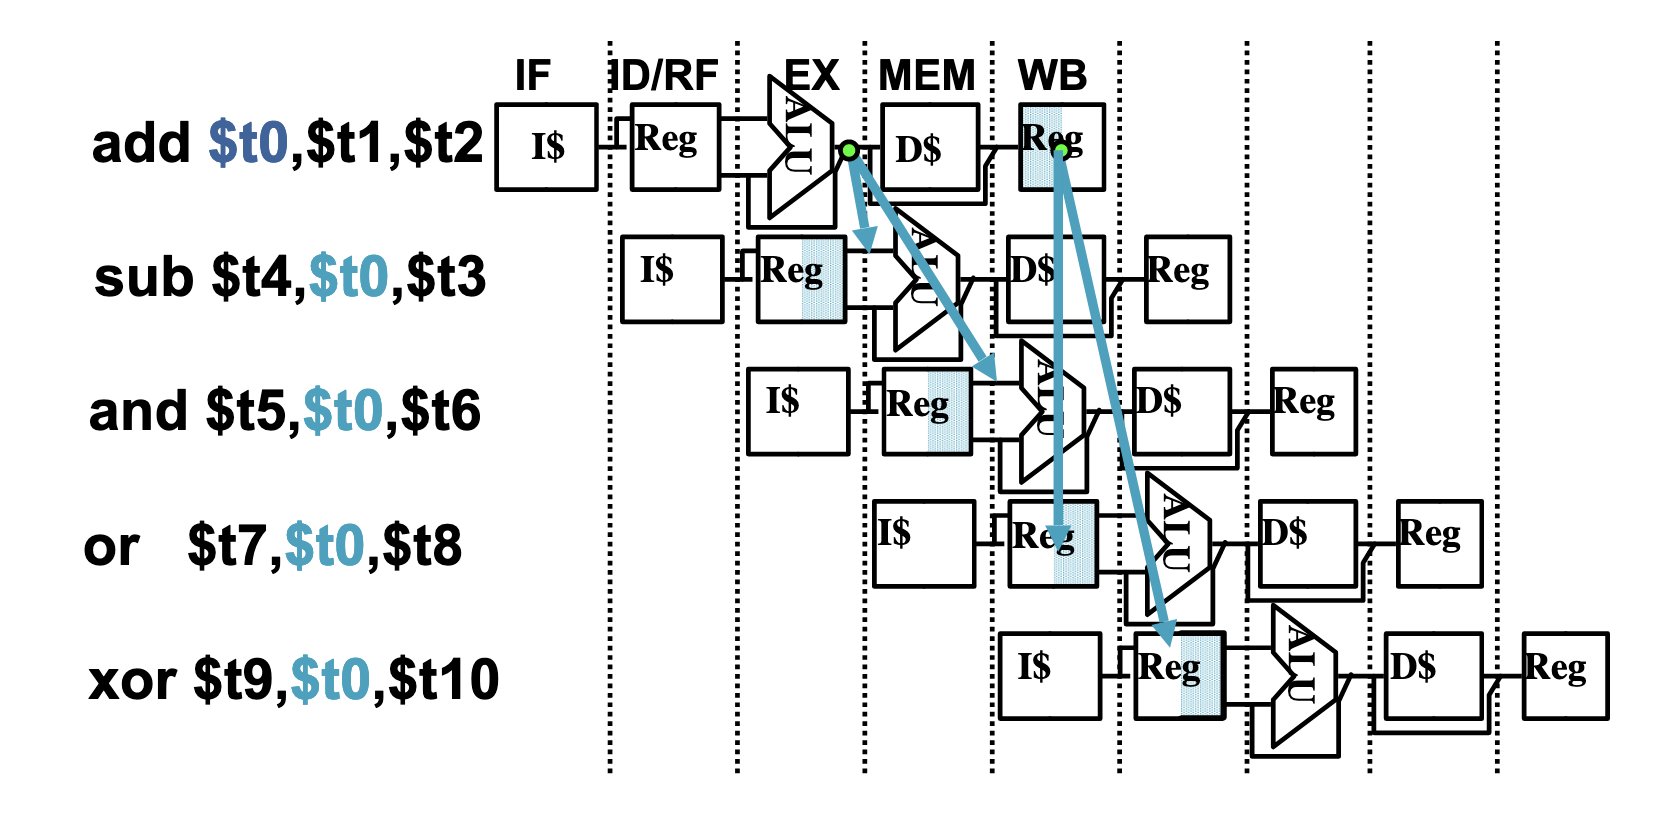 IF ID/RF EX MEM WB
add $t0,$t1,$t2 I$ Reg ALU D$ Reg
sub $t4,$t0,$t3 I$ Reg ALU D$ Reg
and $t5,$t0,$t6 I$ Reg ALU D$ Reg
or $t7,$t0,$t8 I$ Reg ALU D$ Reg
xor $t9,$t0,$t10 I$ Reg ALU D$ Reg